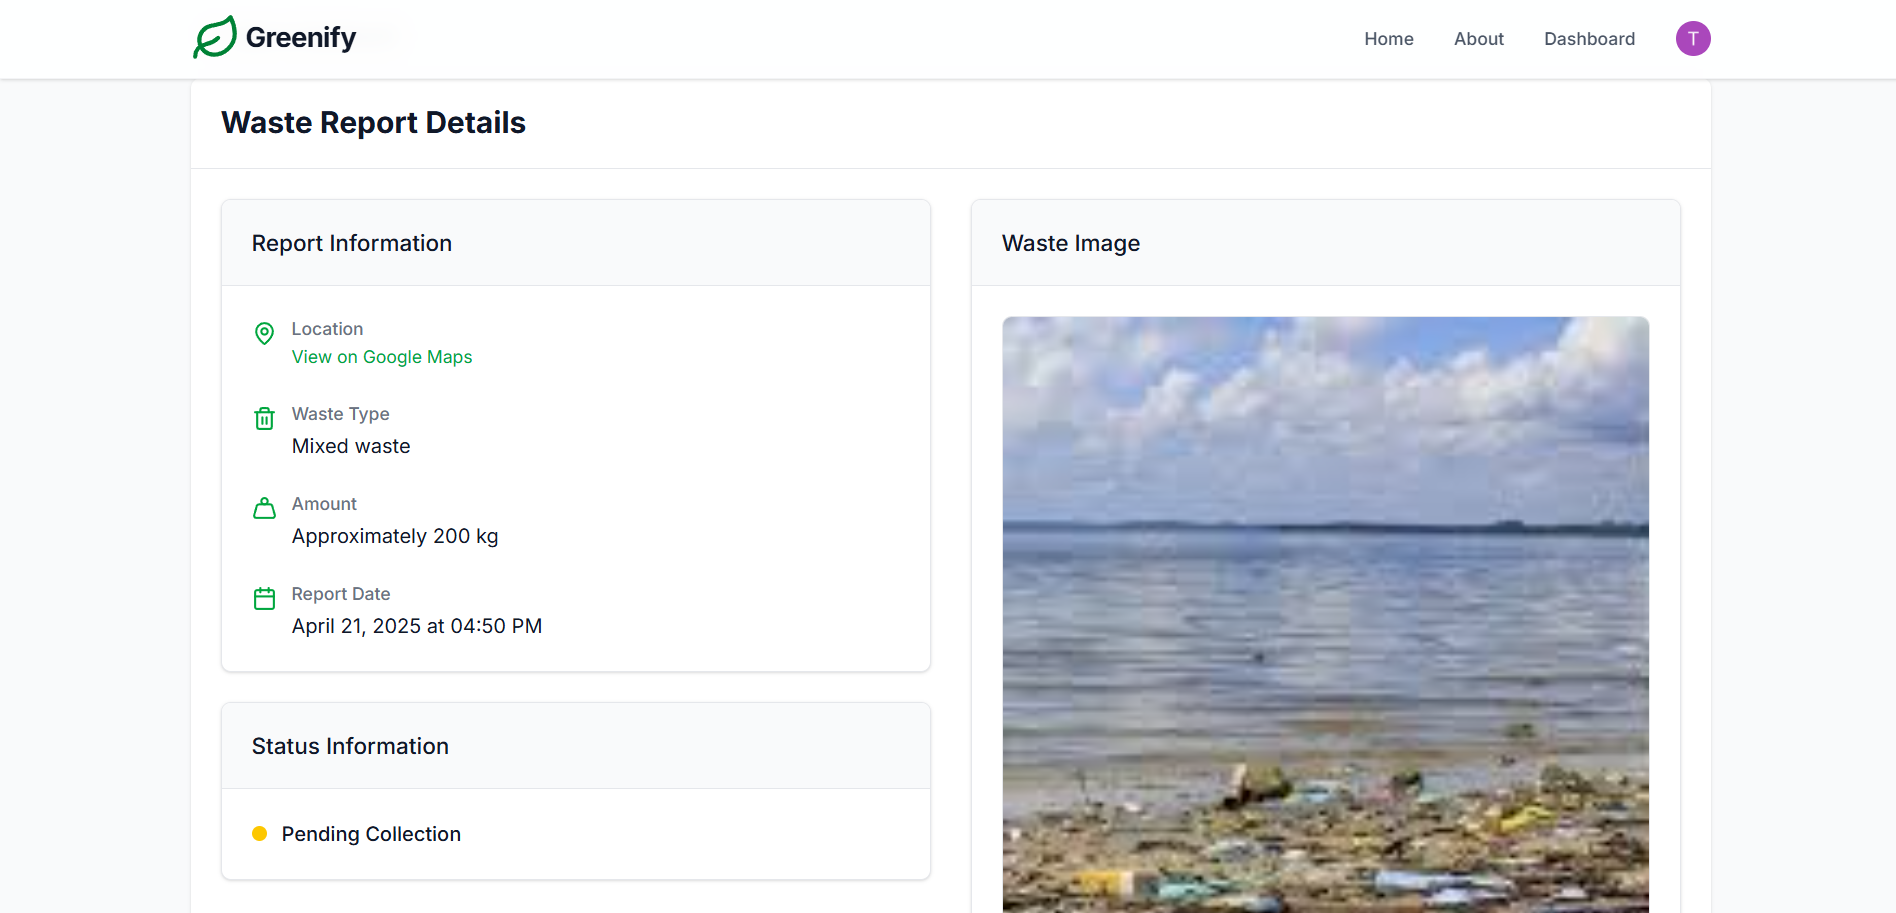 Greenify
Home About Dashboard T
Waste Report Details
Report Information
Location
View on Google Maps
Waste Type
Mixed waste
Amount
Approximately 200 kg
Report Date
April 21, 2025 at 04:50 PM
Status Information
Pending Collection
Waste Image